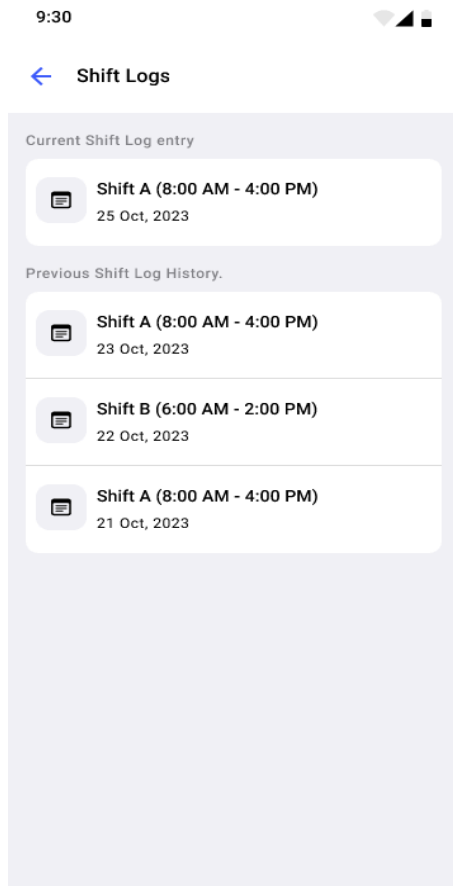 9:30
Shift Logs
Current Shift Log entry
Shift A (8:00 AM - 4:00 PM)
25 Oct, 2023
Previous Shift Log History.
Shift A (8:00 AM - 4:00 PM)
23 Oct, 2023
Shift B (6:00 AM - 2:00 PM)
22 Oct, 2023
Shift A (8:00 AM - 4:00 PM)
21 Oct, 2023